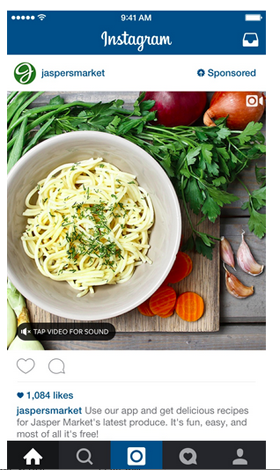 9:41 AM
Instagram
jaspersmarket
Sponsored
TAP VIDEO FOR SOUND
1,084 likes
jaspersmarket Use our app and get delicious recipes
for Jasper Market's latest produce. It's fun, easy, and
most of all it's free!